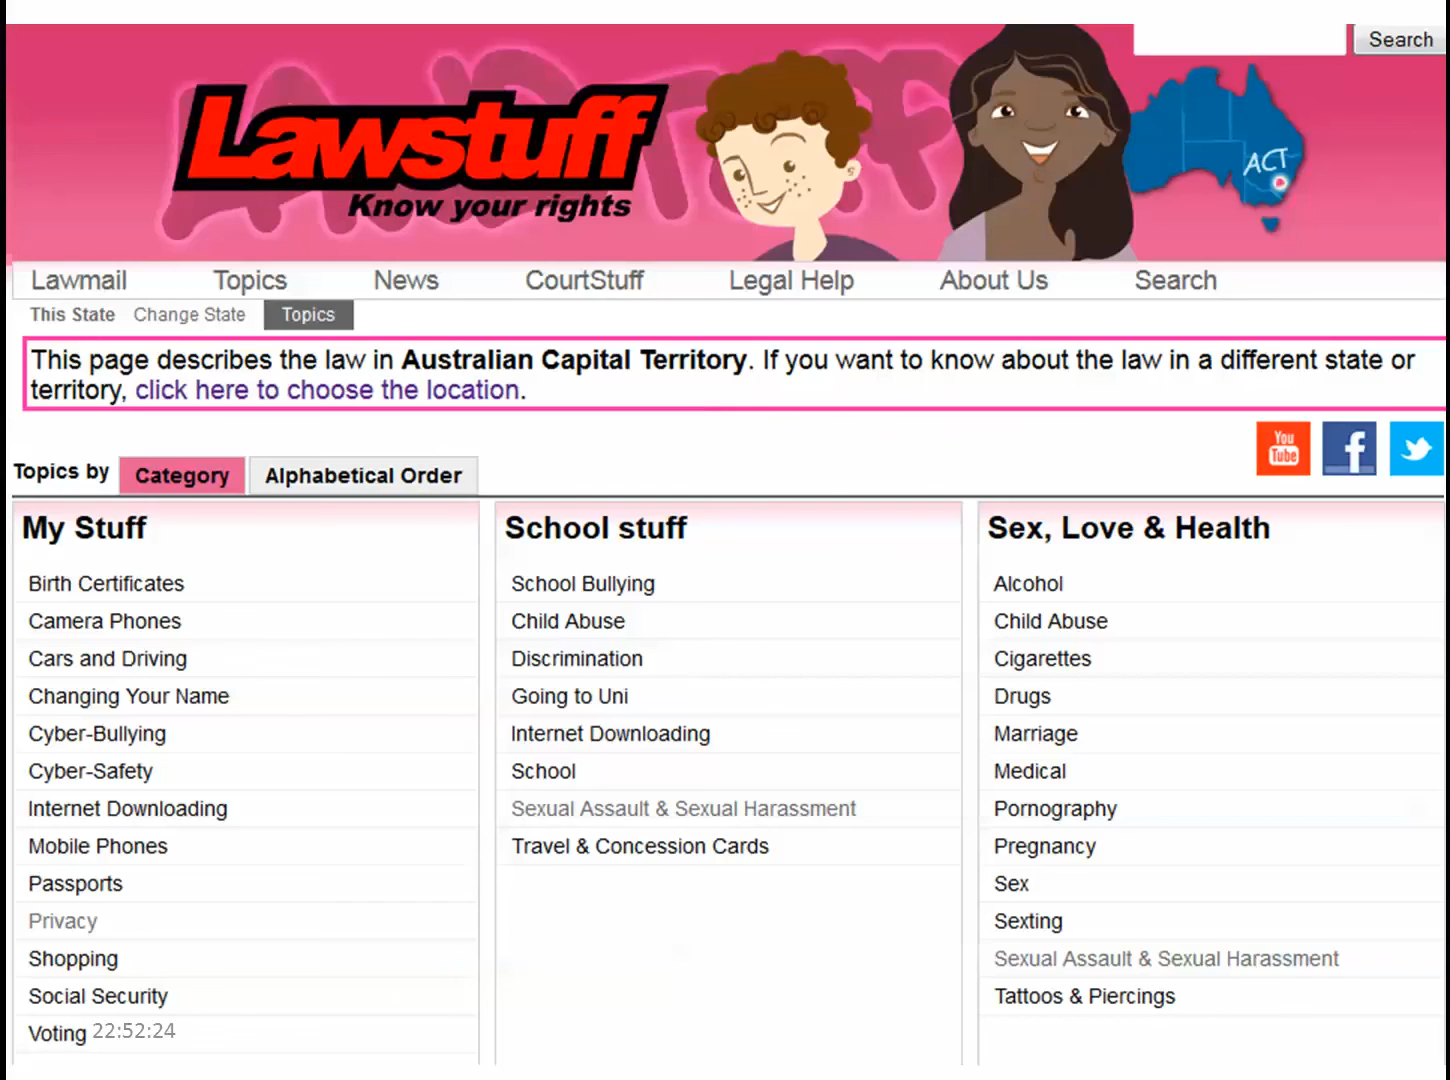 Search
Lawstuff
Know your rights
ACT
Lawmail Topics News CourtStuff Legal Help About Us Search
This State Change State Topics
This page describes the law in Australian Capital Territory. If you want to know about the law in a different state or
territory, click here to choose the location.
You
Tube
f
Topics by Category Alphabetical Order
My Stuff
Birth Certificates
Camera Phones
Cars and Driving
Changing Your Name
Cyber-Bullying
Cyber-Safety
Internet Downloading
Mobile Phones
Passports
Privacy
Shopping
Social Security
Voting 22:52:24
School stuff
School Bullying
Child Abuse
Discrimination
Going to Uni
Internet Downloading
School
Sexual Assault & Sexual Harassment
Travel & Concession Cards
Sex, Love & Health
Alcohol
Child Abuse
Cigarettes
Drugs
Marriage
Medical
Pornography
Pregnancy
Sex
Sexting
Sexual Assault & Sexual Harassment
Tattoos & Piercings